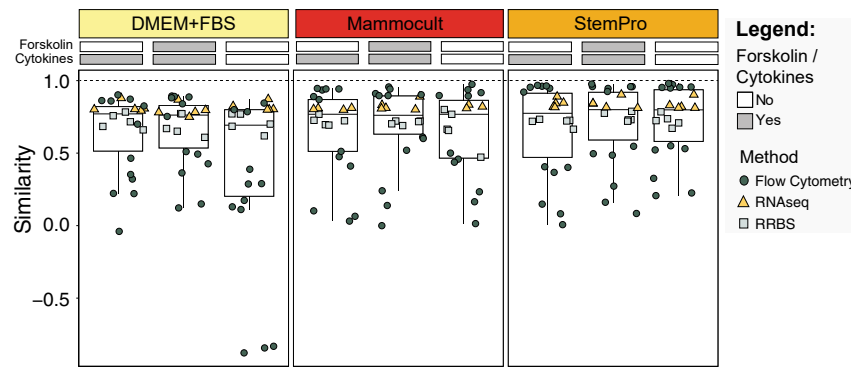 DMEM+FBS Mammocult StemPro
Forskolin
Cytokines
1.0
0.5
0.0
−0.5
Similarity
Legend:
Forskolin /
Cytokines
No
Yes
Method
Flow Cytometry
RNAseq
RRBS